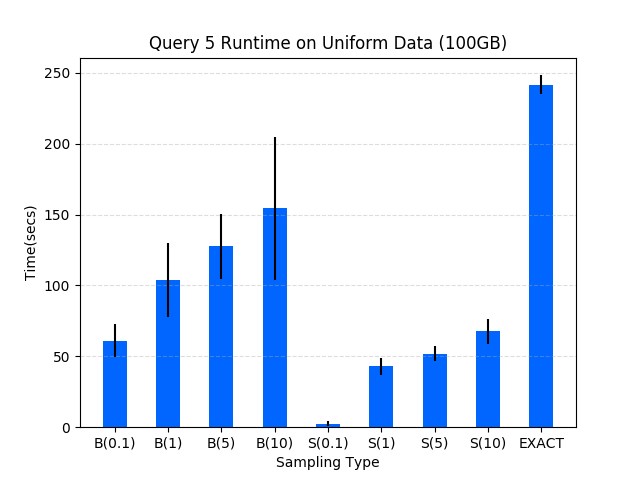 Query 5 Runtime on Uniform Data (100GB)
Time(secs)
250
200
150
100
50
0
B(0.1) B(1) B(5) B(10) S(0.1) S(1) S(5) S(10) EXACT
Sampling Type